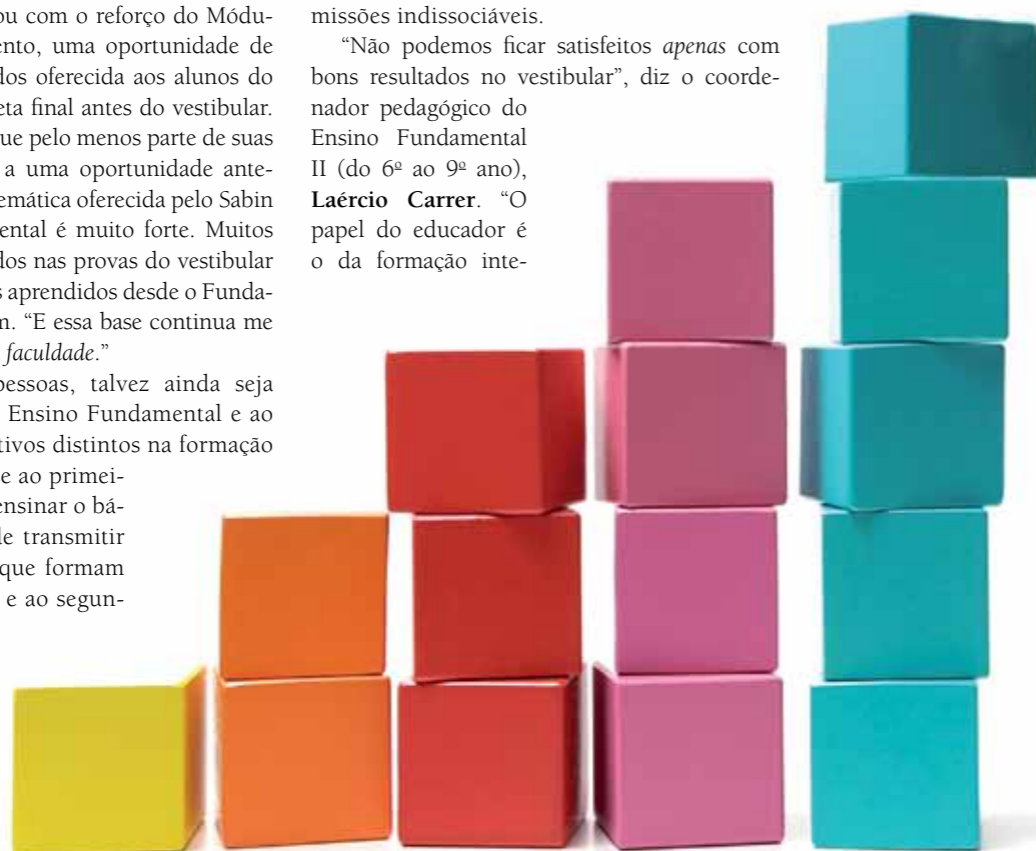 ou com o reforço do Módu-
ento, uma oportunidade de
dos oferecida aos alunos do
eta final antes do vestibular.
ue pelo menos parte de suas
a uma oportunidade ante-
emática oferecida pelo Sabin
ental é muito forte. Muitos
dos nas provas do vestibular
s aprendidos desde o Funda-
m. “E essa base continua me
faculdade.”
pessoas, talvez ainda seja
Ensino Fundamental e ao
tivos distintos na formação
e ao primei-
ensinar o bá-
le transmitir
que formam
e ao segun-
missões indissociáveis.
“Não podemos ficar satisfeitos apenas com
bons resultados no vestibular”, diz o coorde-
nador pedagógico do
Ensino Fundamental
II (do 6º ao 9º ano),
Laércio Carrer. “O
papel do educador é
o da formação inte-